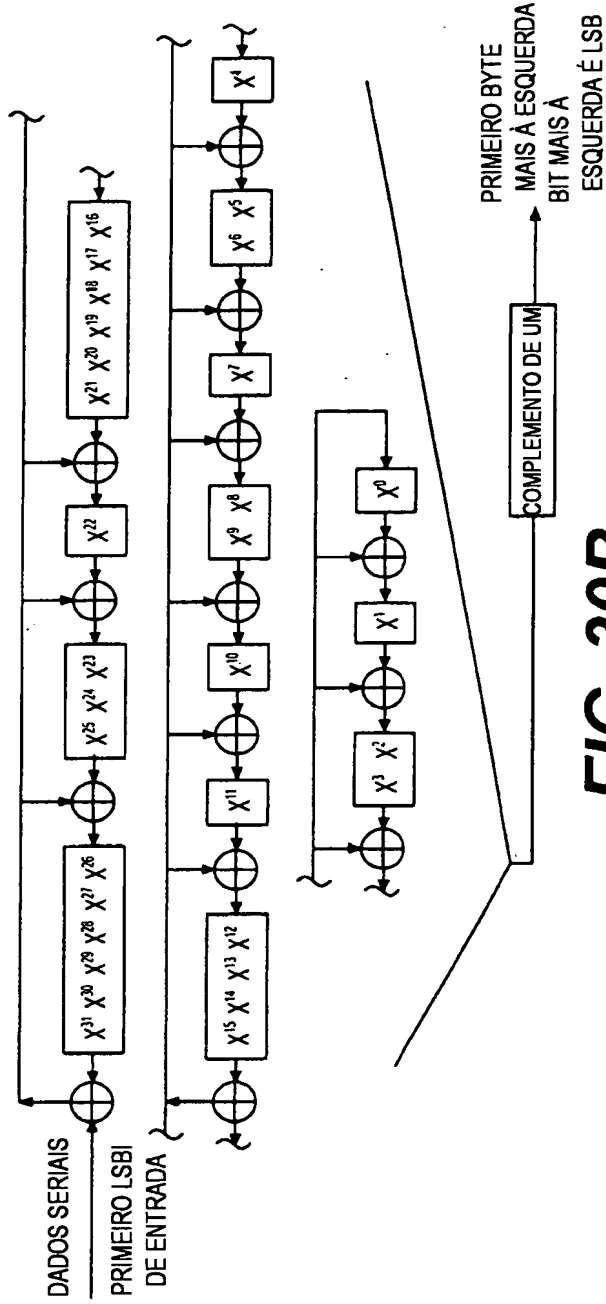 DADOS SERIAIS
PRIMEIRO LSBI
DE ENTRADA
X³¹ X³⁰ X²⁹ X²⁸ X²⁷ X²⁶
X²⁵ X²⁴ X²³
X²²
X²¹ X²⁰ X¹⁹ X¹⁸ X¹⁷ X¹⁶
X¹⁵ X¹⁴ X¹³ X¹²
X¹¹
X¹⁰
X⁹ X⁸
X⁷
X⁶ X⁵
X⁴
X³ X²
X¹
X⁰
COMPLEMENTO DE UM
PRIMEIRO BYTE
MAIS À ESQUERDA
BIT MAIS À
ESQUERDA É LSB
FIG.